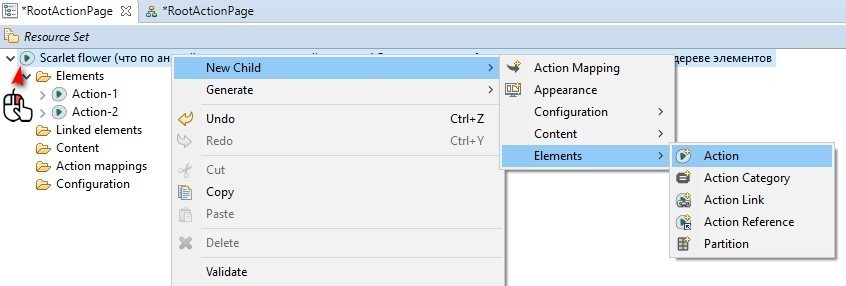 *RootActionPage *RootActionPage
Resource Set
Scarlet flower (что по ан дереве элементов
Elements
Action-1
Action-2
Linked elements
Content
Action mappings
Configuration
New Child
Generate
Undo Ctrl+Z
Redo Ctrl+Y
Cut
Copy
Paste
Delete
Validate
Action Mapping
Appearance
Configuration
Content
Elements
Action
Action Category
Action Link
Action Reference
Partition